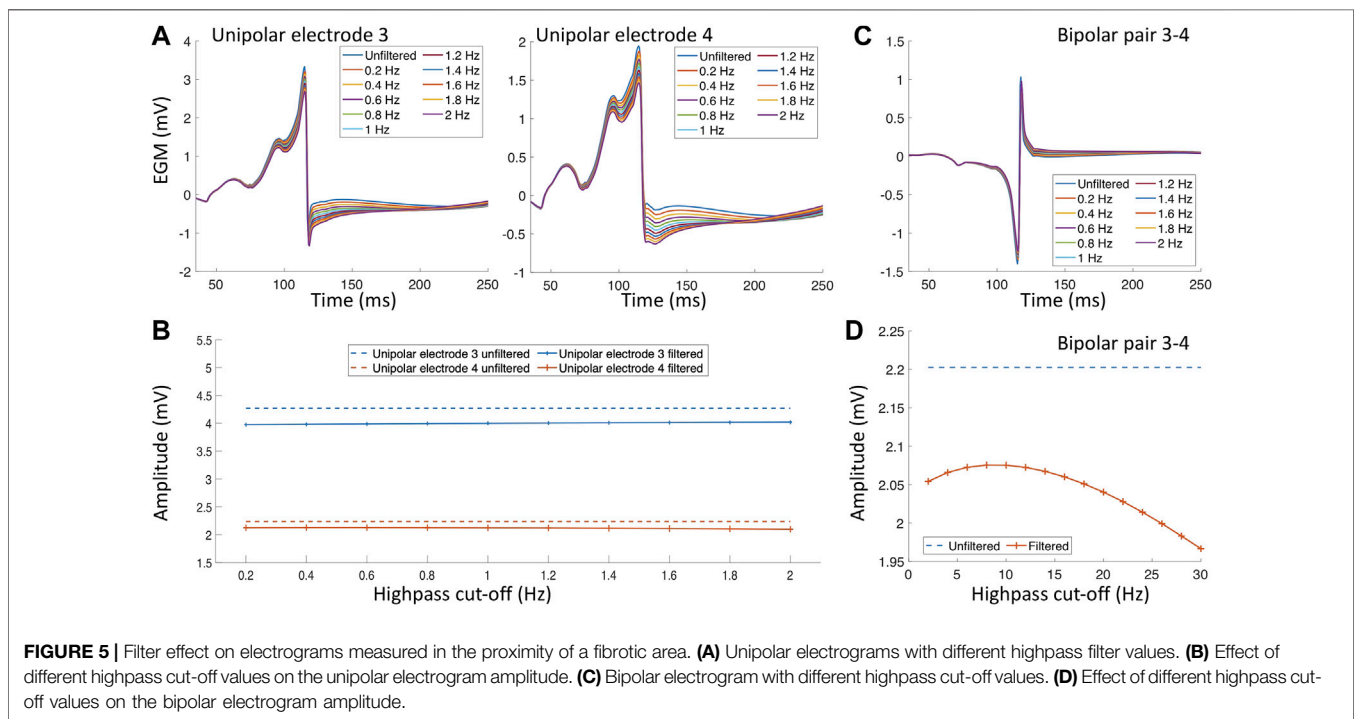 A
Unipolar electrode 3
Unfiltered
0.2 Hz
0.4 Hz
0.6 Hz
0.8 Hz
1 Hz
1.2 Hz
1.4 Hz
1.6 Hz
1.8 Hz
2 Hz
EGM (mV)
4
3
2
1
0
-1
-2
50
100
150
200
250
Time (ms)
Unipolar electrode 4
Unfiltered
0.2 Hz
0.4 Hz
0.6 Hz
0.8 Hz
1 Hz
1.2 Hz
1.4 Hz
1.6 Hz
1.8 Hz
2 Hz
2
1.5
1
0.5
0
-0.5
-1
50
100
150
200
250
Time (ms)
C
Bipolar pair 3-4
1.5
1
0.5
0
-0.5
-1
-1.5
Unfiltered
0.2 Hz
0.4 Hz
0.6 Hz
0.8 Hz
1 Hz
1.2 Hz
1.4 Hz
1.6 Hz
1.8 Hz
2 Hz
50
100
150
200
250
Time (ms)
B
Unipolar electrode 3 unfiltered
Unipolar electrode 4 unfiltered
Unipolar electrode 3 filtered
Unipolar electrode 4 filtered
Amplitude (mV)
5.5
5
4.5
4
3.5
3
2.5
2
1.5
0.2
0.4
0.6
0.8
1
1.2
1.4
1.6
1.8
2
Highpass cut-off (Hz)
D
Bipolar pair 3-4
Amplitude (mV)
2.25
2.2
2.15
2.1
2.05
2
1.95
Unfiltered
Filtered
0
5
10
15
20
25
30
Highpass cut-off (Hz)
FIGURE 5 | Filter effect on electrograms measured in the proximity of a fibrotic area. (A) Unipolar electrograms with different highpass filter values. (B) Effect of
different highpass cut-off values on the unipolar electrogram amplitude. (C) Bipolar electrogram with different highpass cut-off values. (D) Effect of different highpass cut-
off values on the bipolar electrogram amplitude.